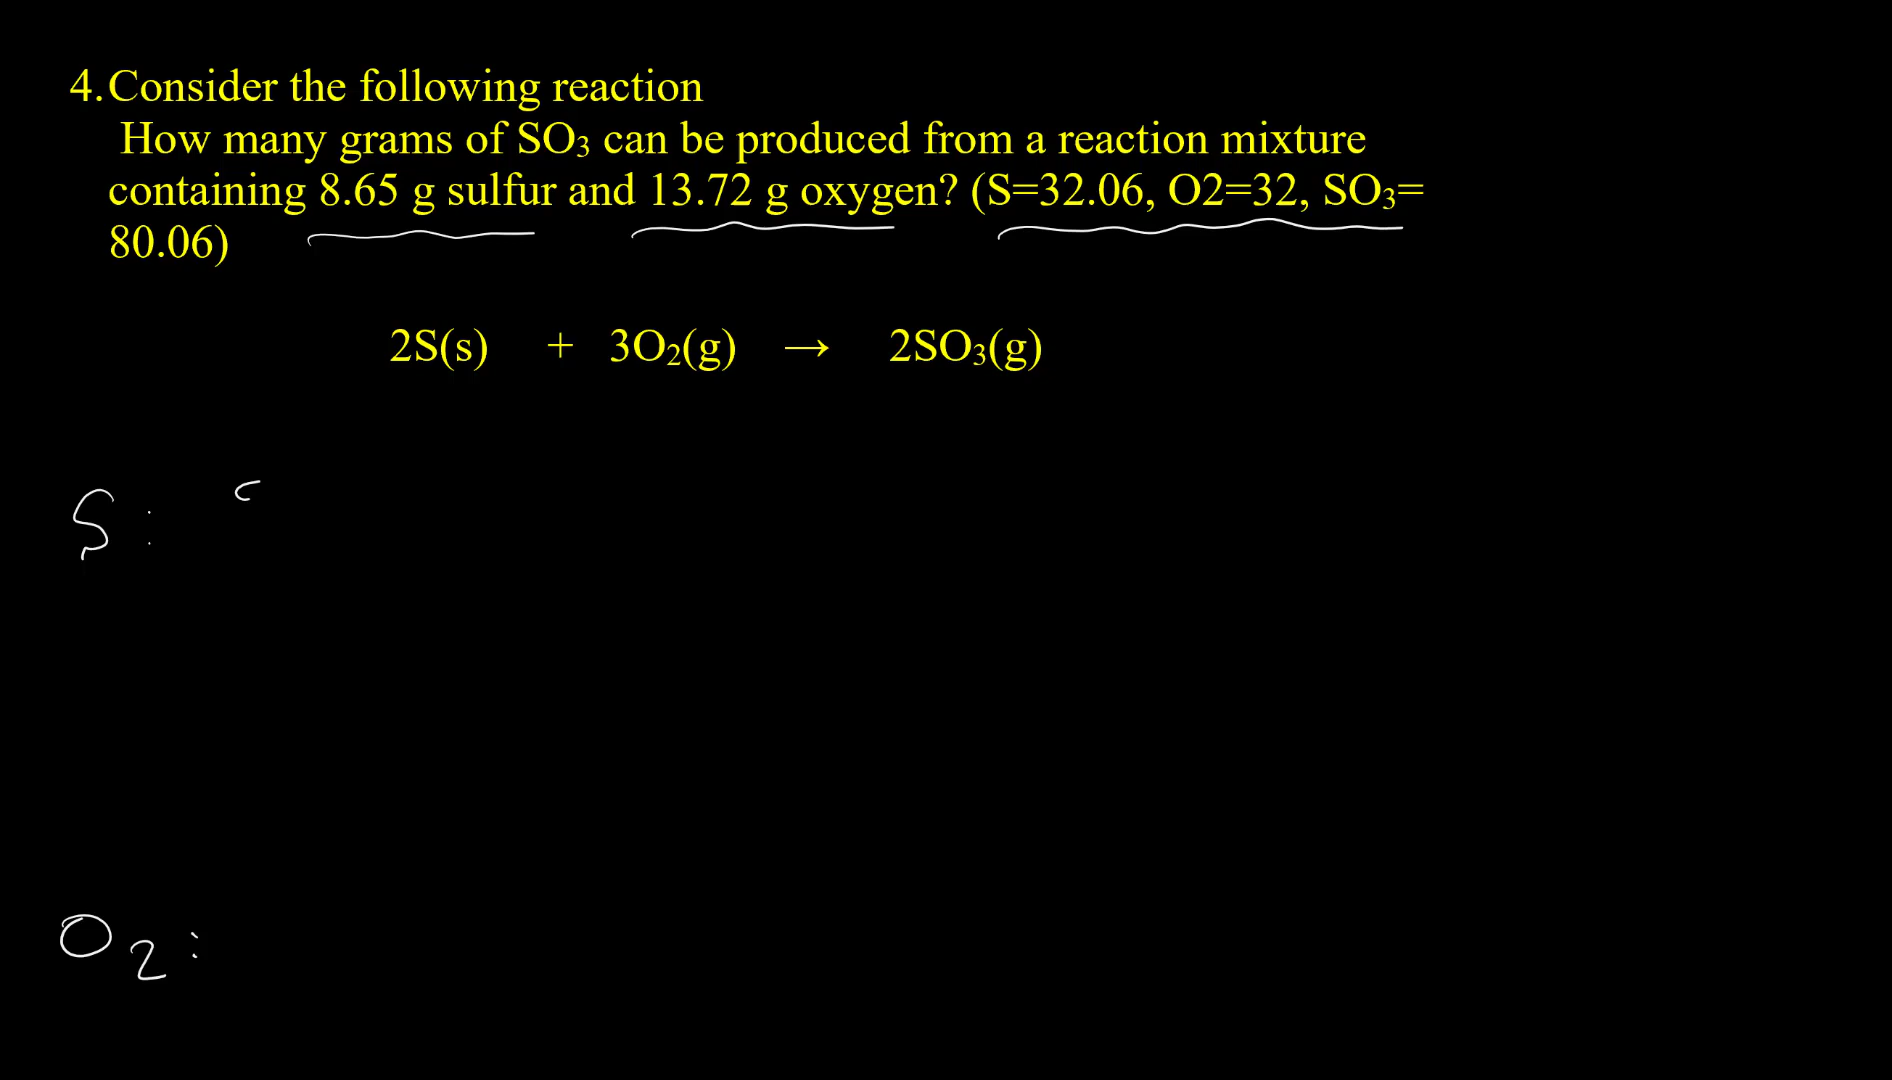 4.Consider the following reaction
How many grams of SO₃ can be produced from a reaction mixture
containing 8.65 g sulfur and 13.72 g oxygen? (S=32.06, O2=32, SO₃=
80.06)
2S(s) + 3O₂(g) → 2SO₃(g)
S :
O₂ :